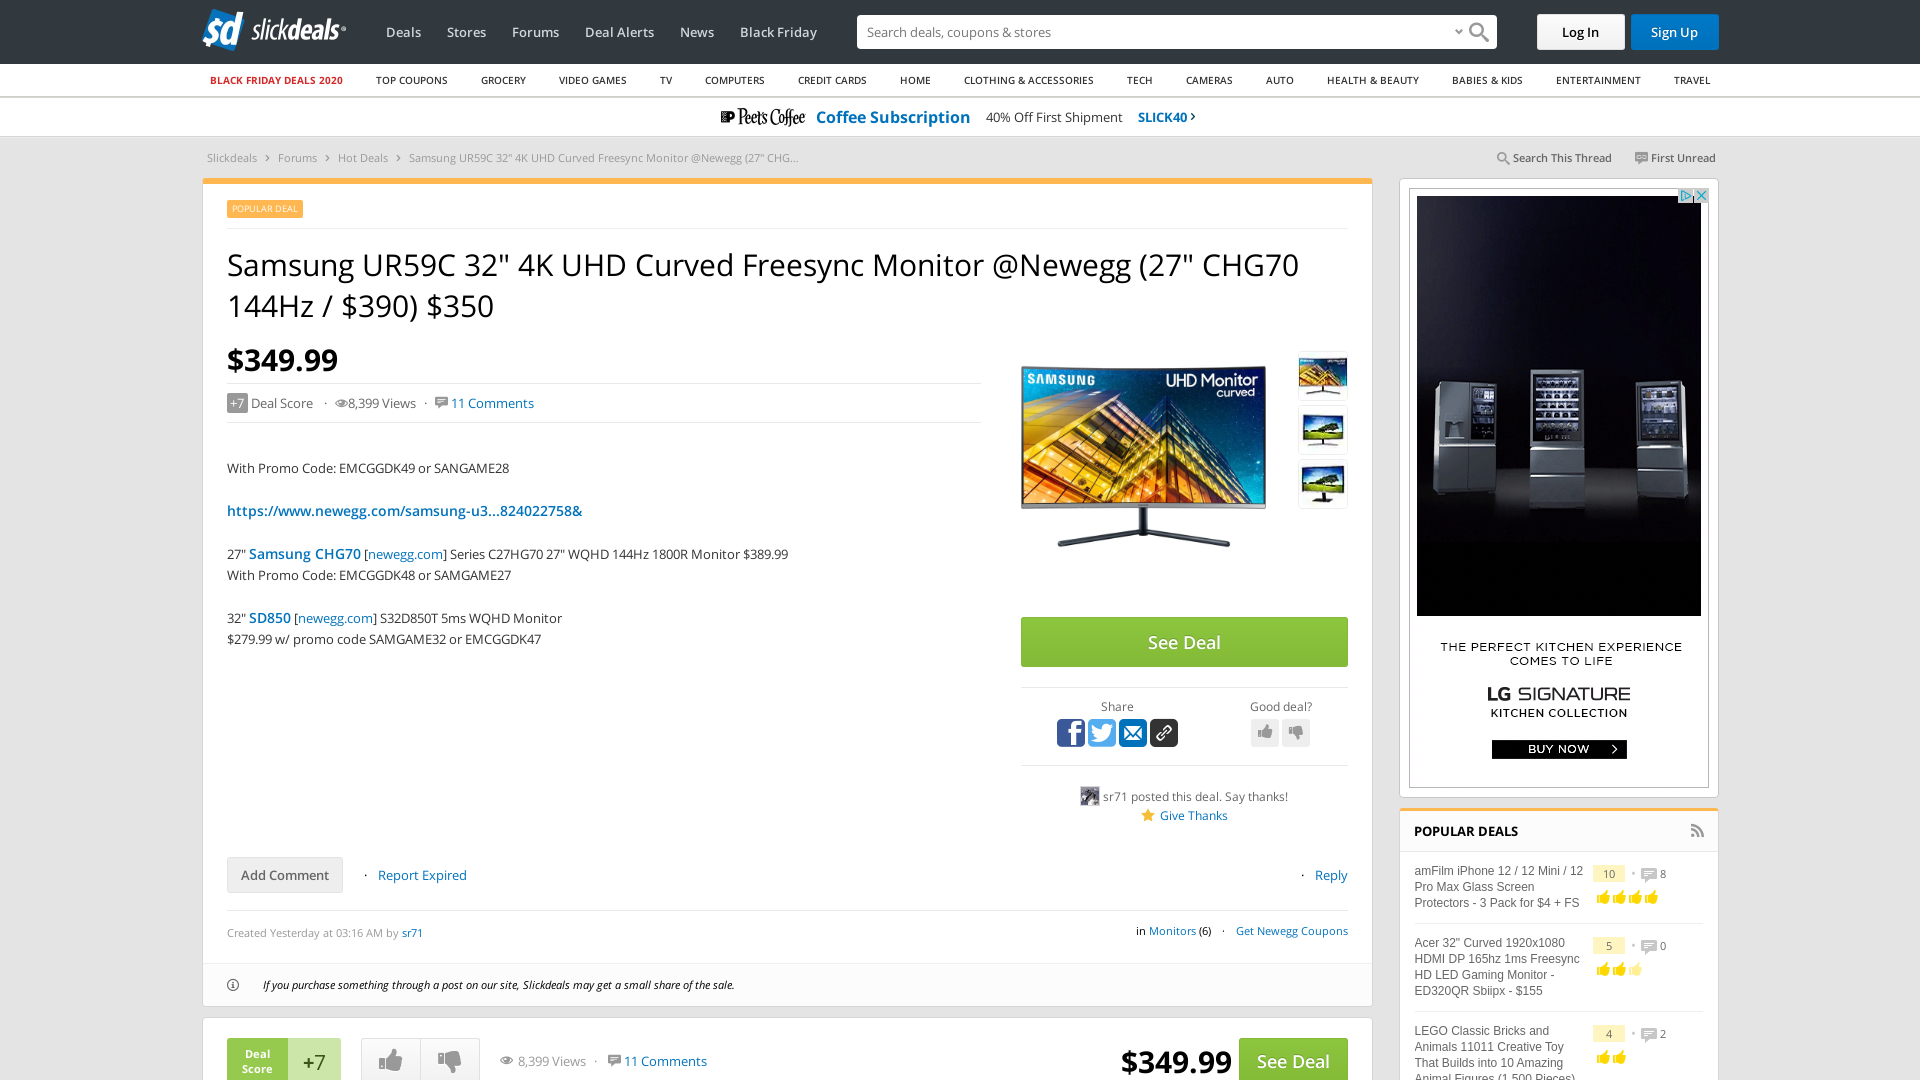 sd slickdeals
Deals Stores Forums Deal Alerts News Black Friday
Search deals, coupons & stores
Log In
Sign Up
BLACK FRIDAY DEALS 2020 TOP COUPONS GROCERY VIDEO GAMES TV COMPUTERS CREDIT CARDS HOME CLOTHING & ACCESSORIES TECH CAMERAS AUTO HEALTH & BEAUTY BABIES & KIDS ENTERTAINMENT TRAVEL
Peet's Coffee Coffee Subscription 40% Off First Shipment SLICK40 ›
Slickdeals › Forums › Hot Deals › Samsung UR59C 32" 4K UHD Curved Freesync Monitor @Newegg (27" CHG...
Search This Thread First Unread
POPULAR DEAL
Samsung UR59C 32" 4K UHD Curved Freesync Monitor @Newegg (27" CHG70
144Hz / $390) $350
$349.99
+7 Deal Score · 8,399 Views · 11 Comments
With Promo Code: EMCGGDK49 or SANGAME28
https://www.newegg.com/samsung-u3...824022758&
27" Samsung CHG70 [newegg.com] Series C27HG70 27" WQHD 144Hz 1800R Monitor $389.99
With Promo Code: EMCGGDK48 or SAMGAME27
32" SD850 [newegg.com] S32D850T 5ms WQHD Monitor
$279.99 w/ promo code SAMGAME32 or EMCGGDK47
SAMSUNG UHD Monitor
curved
See Deal
Share
Good deal?
sr71 posted this deal. Say thanks!
Give Thanks
Add Comment · Report Expired
· Reply
Created Yesterday at 03:16 AM by sr71
in Monitors (6) · Get Newegg Coupons
If you purchase something through a post on our site, Slickdeals may get a small share of the sale.
Deal
Score
+7
8,399 Views · 11 Comments
$349.99
See Deal
THE PERFECT KITCHEN EXPERIENCE
COMES TO LIFE
LG SIGNATURE
KITCHEN COLLECTION
BUY NOW >
POPULAR DEALS
amFilm iPhone 12 / 12 Mini / 12
Pro Max Glass Screen
Protectors - 3 Pack for $4 + FS
10 • 8
Acer 32" Curved 1920x1080
HDMI DP 165hz 1ms Freesync
HD LED Gaming Monitor -
ED320QR Sbiipx - $155
5 • 0
LEGO Classic Bricks and
Animals 11011 Creative Toy
That Builds into 10 Amazing
Animal Figures (1,500 Pieces)
4 • 2